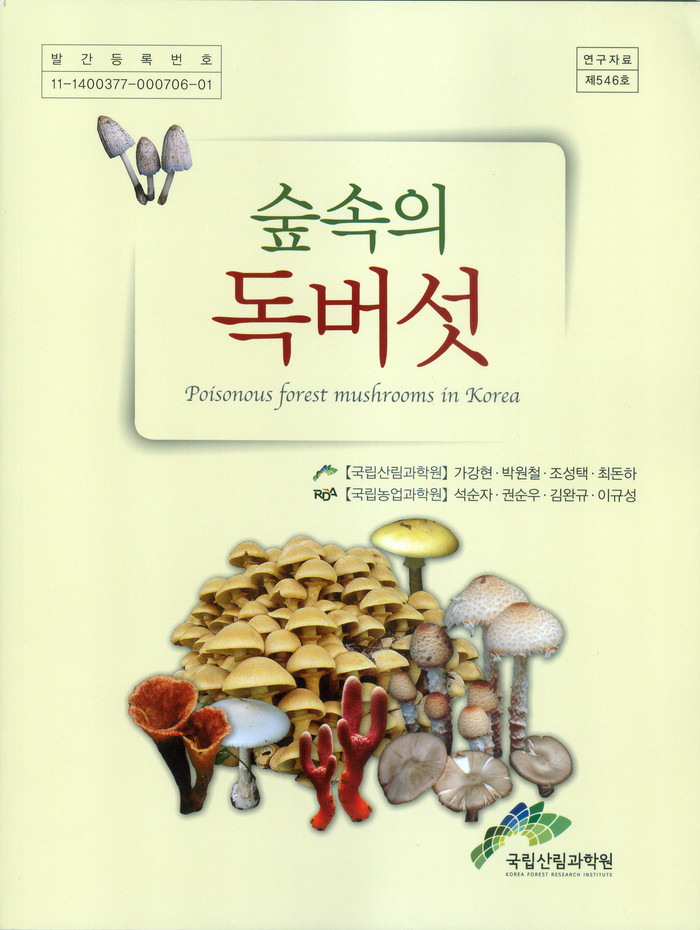 발 간 등 록 번 호
11-1400377-000706-01
연구자료
제546호
숲속의
독버섯
Poisonous forest mushrooms in Korea
【국립산림과학원】 가강현·박원철·조성택·최돈하
RDA 【국립농업과학원】 석순자·권순우·김완규·이규성
국립산림과학원
KOREA FOREST RESEARCH INSTITUTE